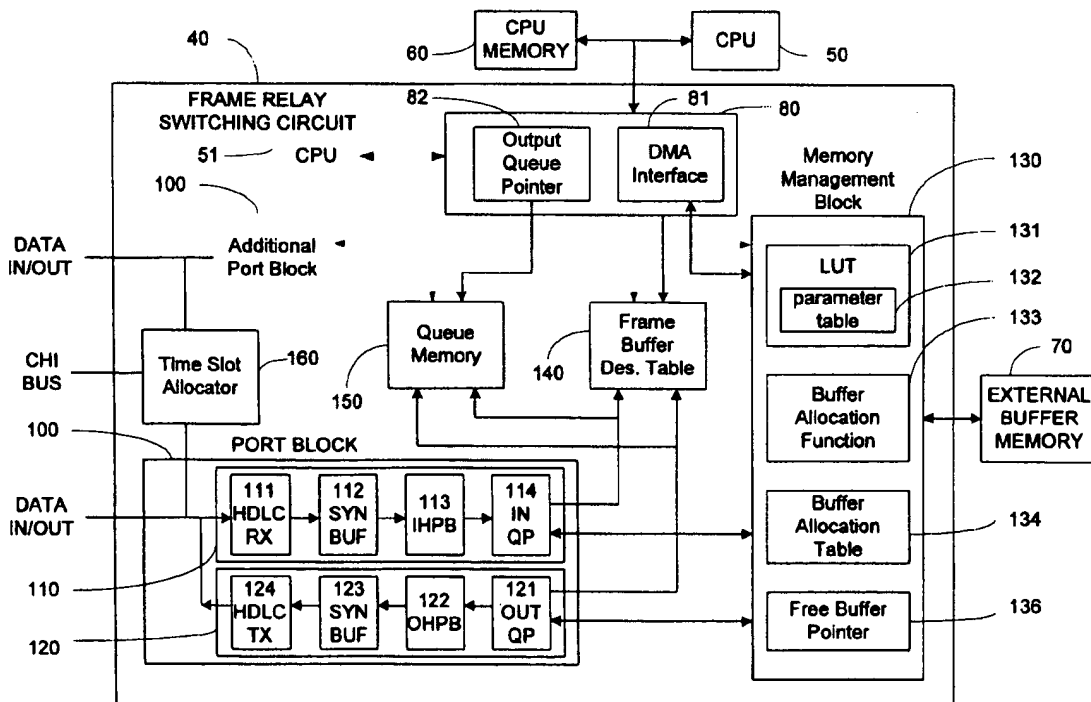 CPU
MEMORY
CPU
60
50
40
FRAME RELAY
SWITCHING CIRCUIT
82
81
80
51
CPU
Output
Queue
Pointer
DMA
Interface
Memory
Management
Block
130
100
DATA
IN/OUT
Additional
Port Block
131
LUT
132
parameter
table
133
Queue
Memory
150
Frame
Buffer
Des. Table
140
CHI
BUS
Time Slot
Allocator
160
70
EXTERNAL
BUFFER
MEMORY
Buffer
Allocation
Function
100
PORT BLOCK
DATA
IN/OUT
111
HDLC
RX
112
SYN
BUF
113
IHPB
114
IN
QP
Buffer
Allocation
Table
134
110
124
HDLC
TX
123
SYN
BUF
122
OHPB
121
OUT
QP
120
Free Buffer
Pointer
136